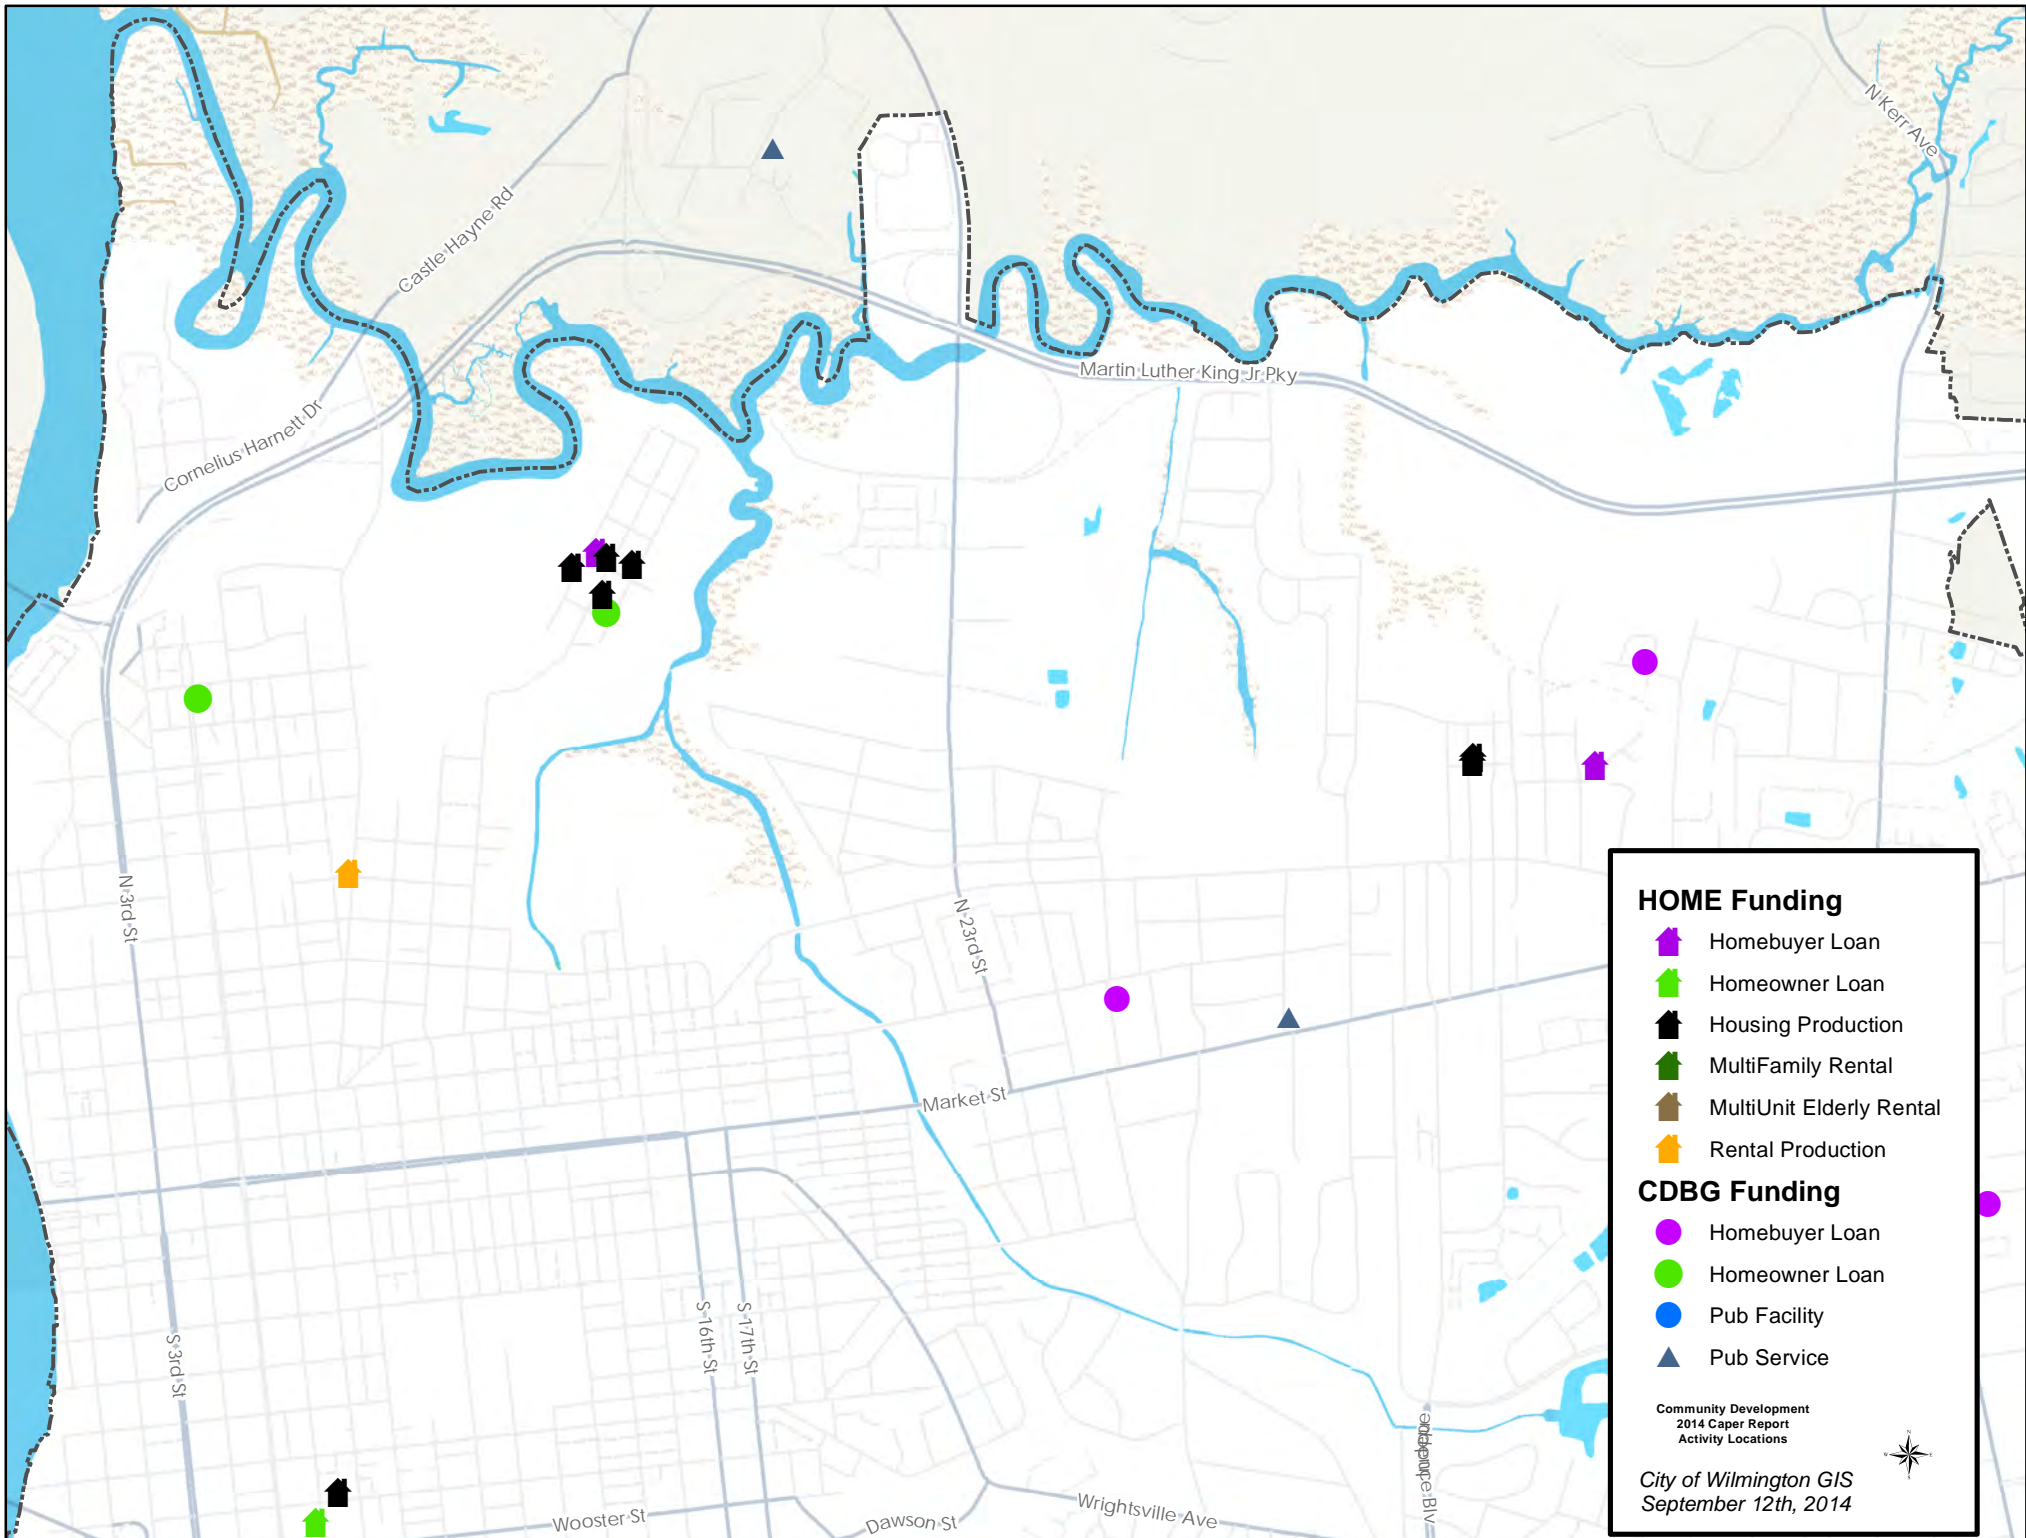 N Kerr Ave
Castle Hayne Rd
Martin Luther King Jr Pky
Cornelius Harnett Dr
N 3rd St
N 23rd St
Market St
S 3rd St
S 16th St
S 17th St
Wooster St
Dawson St
Wrightsville Ave
HOME Funding
Homebuyer Loan
Homeowner Loan
Housing Production
MultiFamily Rental
MultiUnit Elderly Rental
Rental Production
CDBG Funding
Homebuyer Loan
Homeowner Loan
Pub Facility
Pub Service
Community Development
2014 Caper Report
Activity Locations
N
W
E
S
City of Wilmington GIS
September 12th, 2014